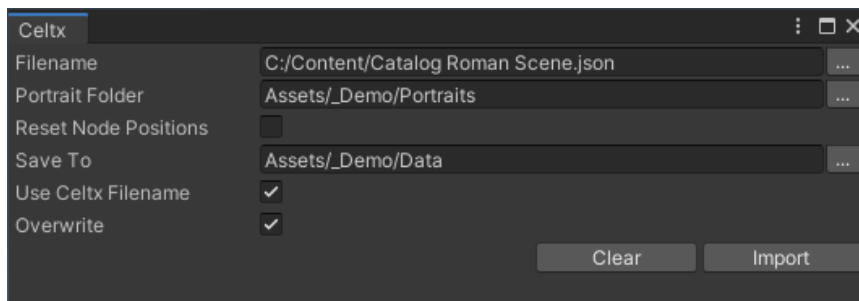 Celtx
Filename C:/Content/Catalog Roman Scene.json ...
Portrait Folder Assets/_Demo/Portraits ...
Reset Node Positions
Save To Assets/_Demo/Data ...
Use Celtx Filename
Overwrite
Clear Import